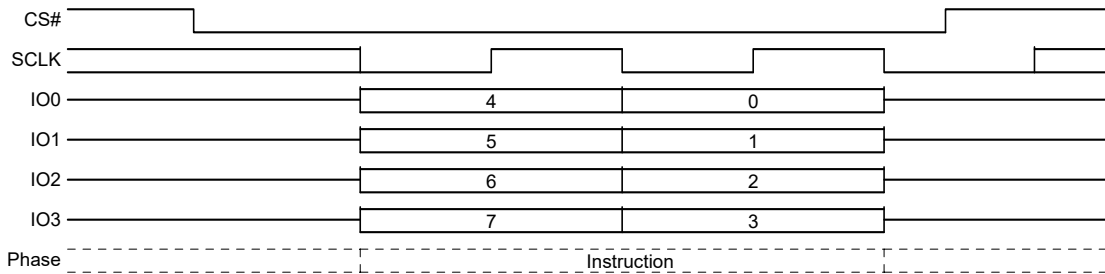 CS#
SCLK
IO0 4 0
IO1 5 1
IO2 6 2
IO3 7 3
Phase Instruction